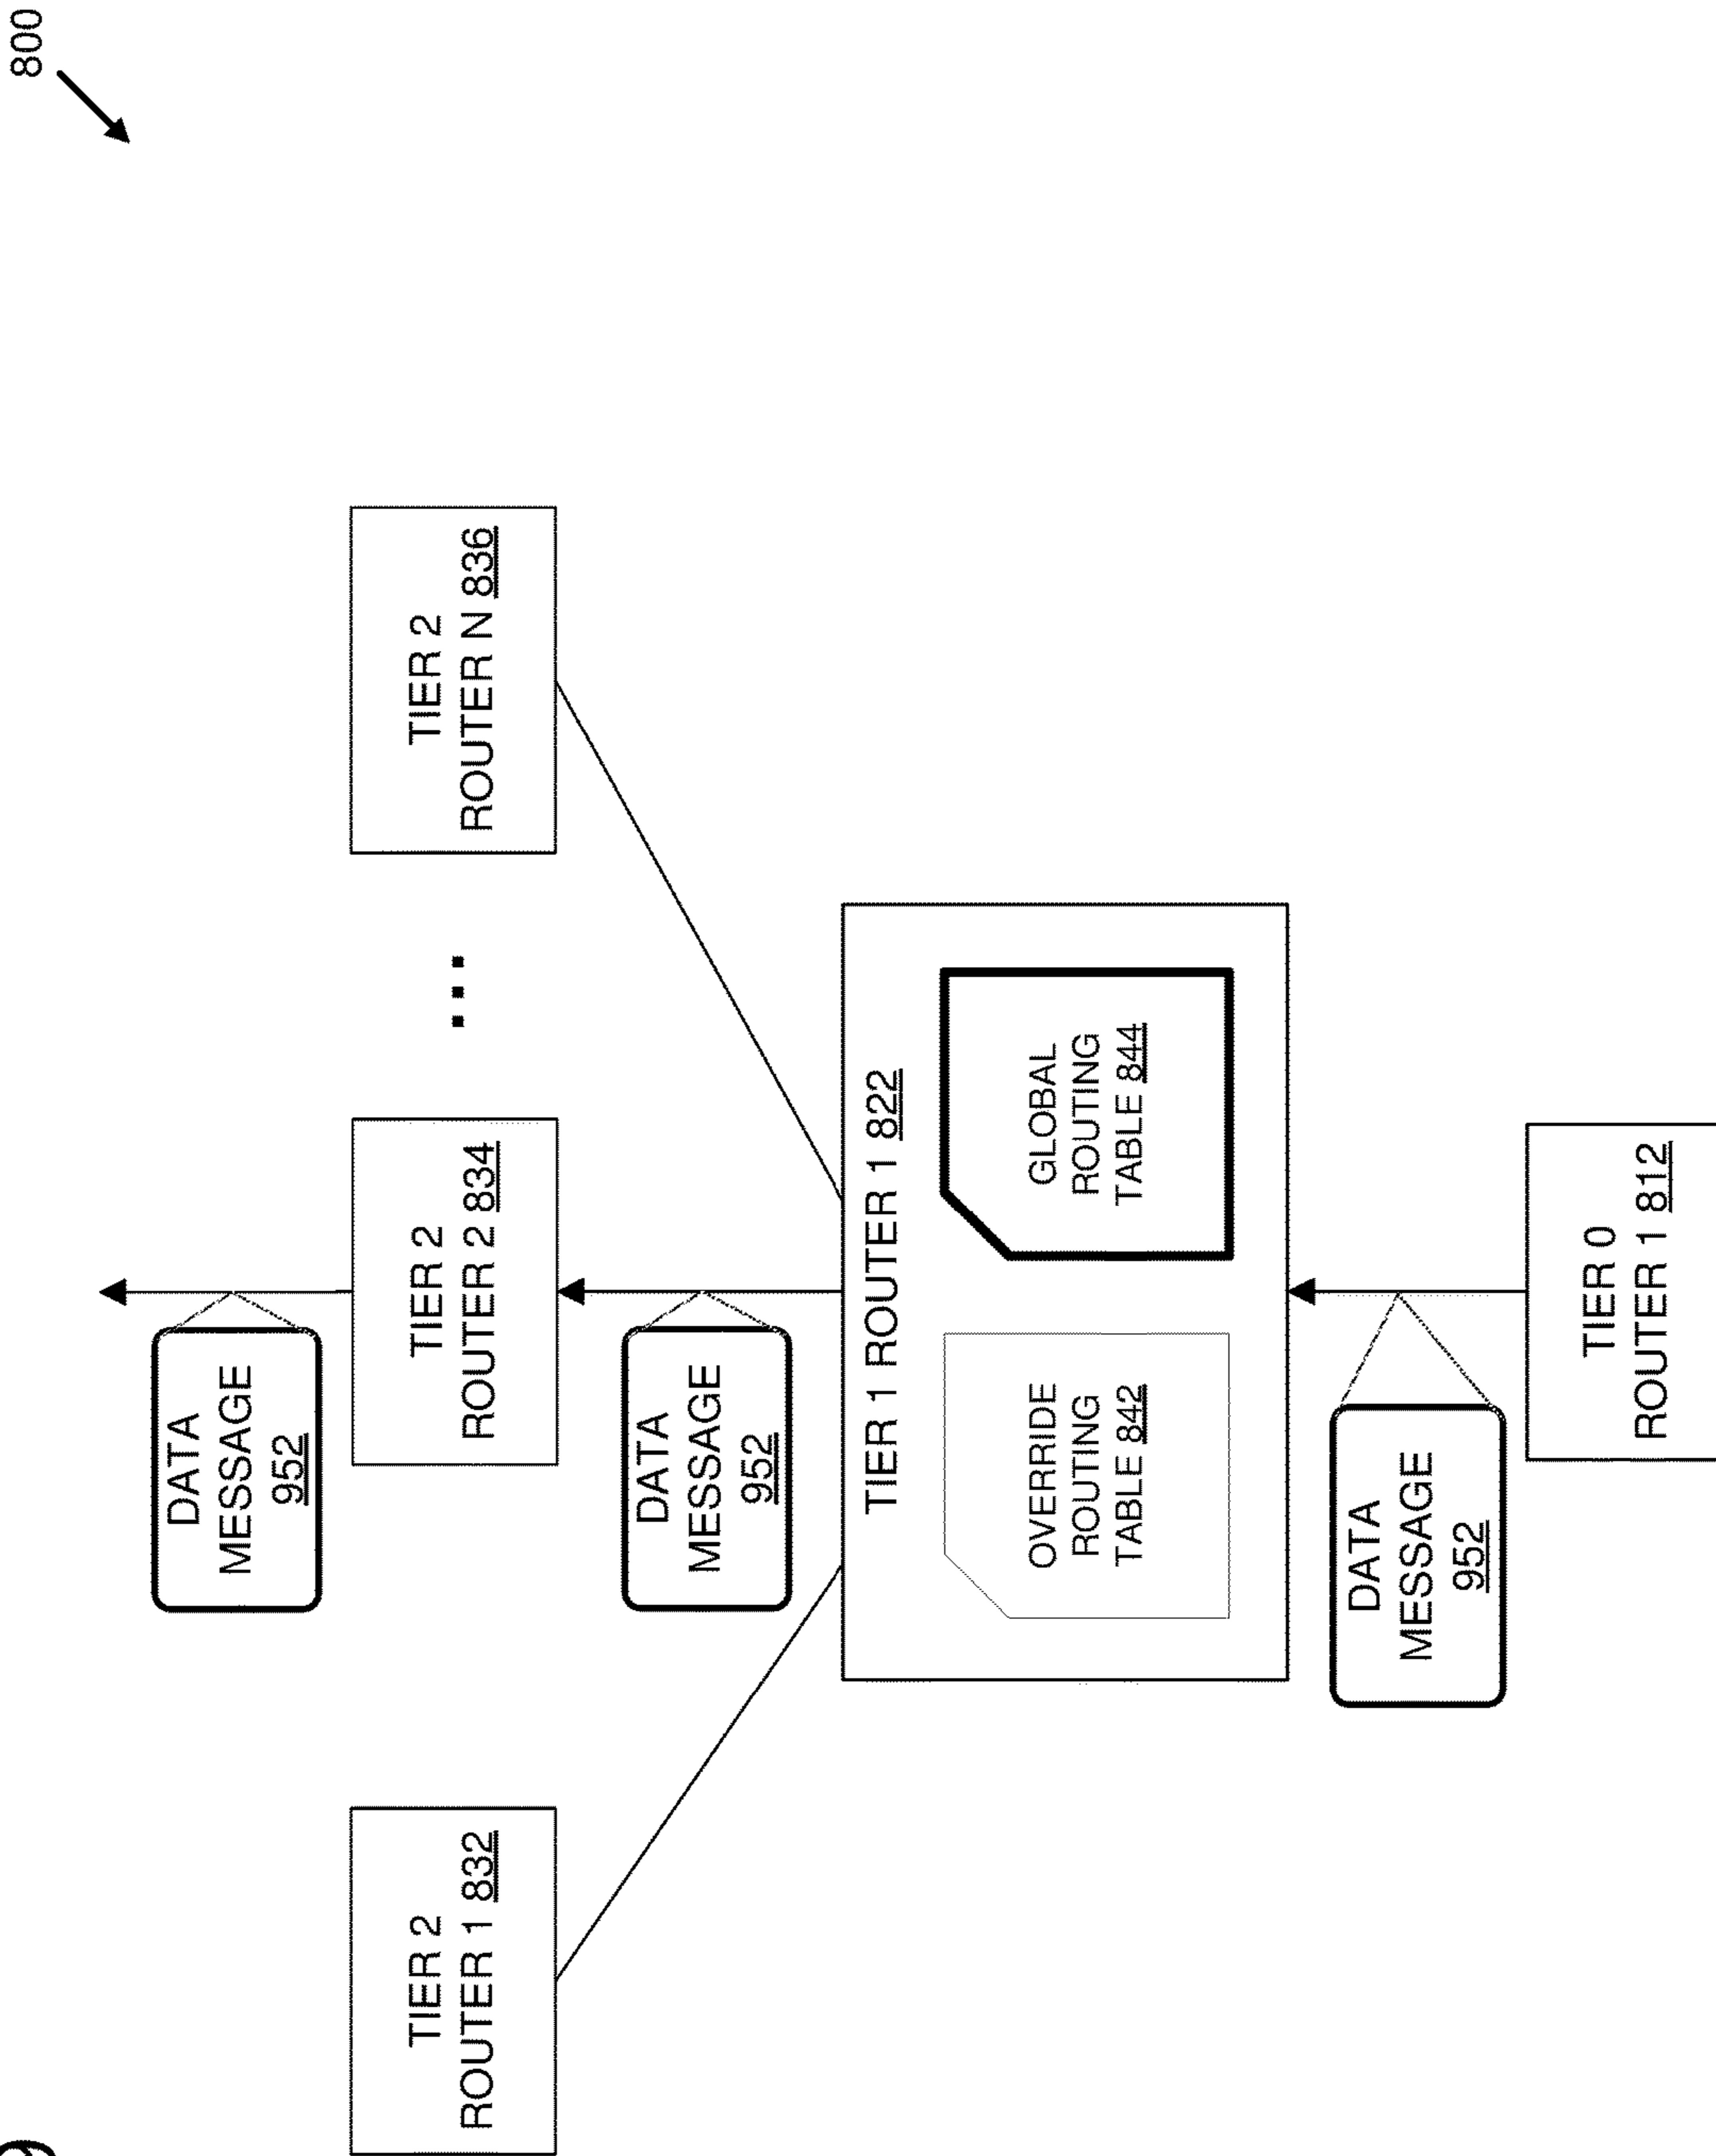 9
800
DATA
MESSAGE
952
TIER 2
ROUTER 1 832
TIER 2
ROUTER 2 834
...
TIER 2
ROUTER N 836
DATA
MESSAGE
952
TIER 1 ROUTER 1 822
OVERRIDE
ROUTING
TABLE 842
GLOBAL
ROUTING
TABLE 844
DATA
MESSAGE
952
TIER 0
ROUTER 1 812